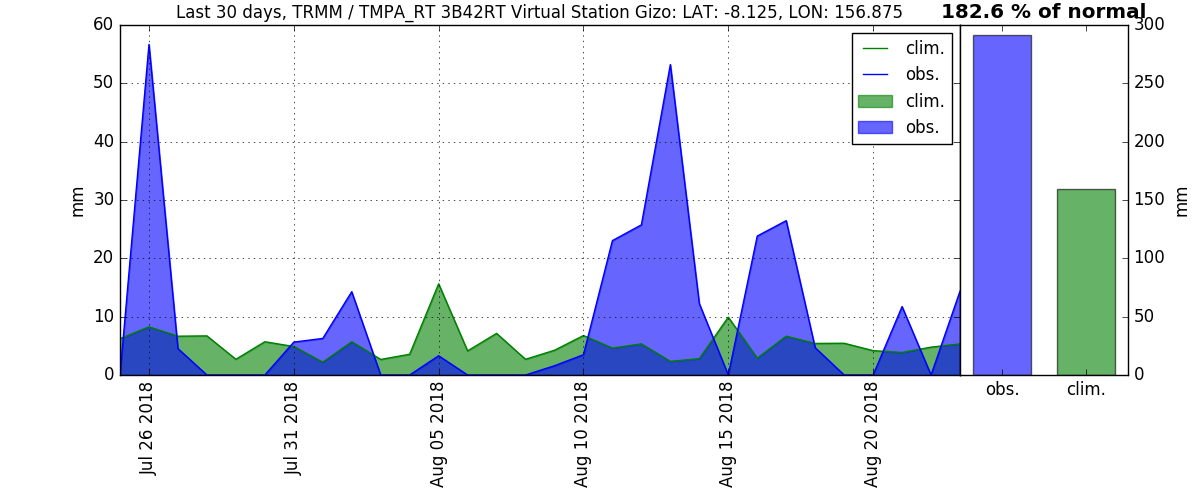 Last 30 days, TRMM / TMPA_RT 3B42RT Virtual Station Gizo: LAT: -8.125, LON: 156.875
182.6 % of normal
mm
60
50
40
30
20
10
0
clim.
obs.
clim.
obs.
Jul 26 2018
Jul 31 2018
Aug 05 2018
Aug 10 2018
Aug 15 2018
Aug 20 2018
300
250
200
150
100
50
0
mm
obs.
clim.